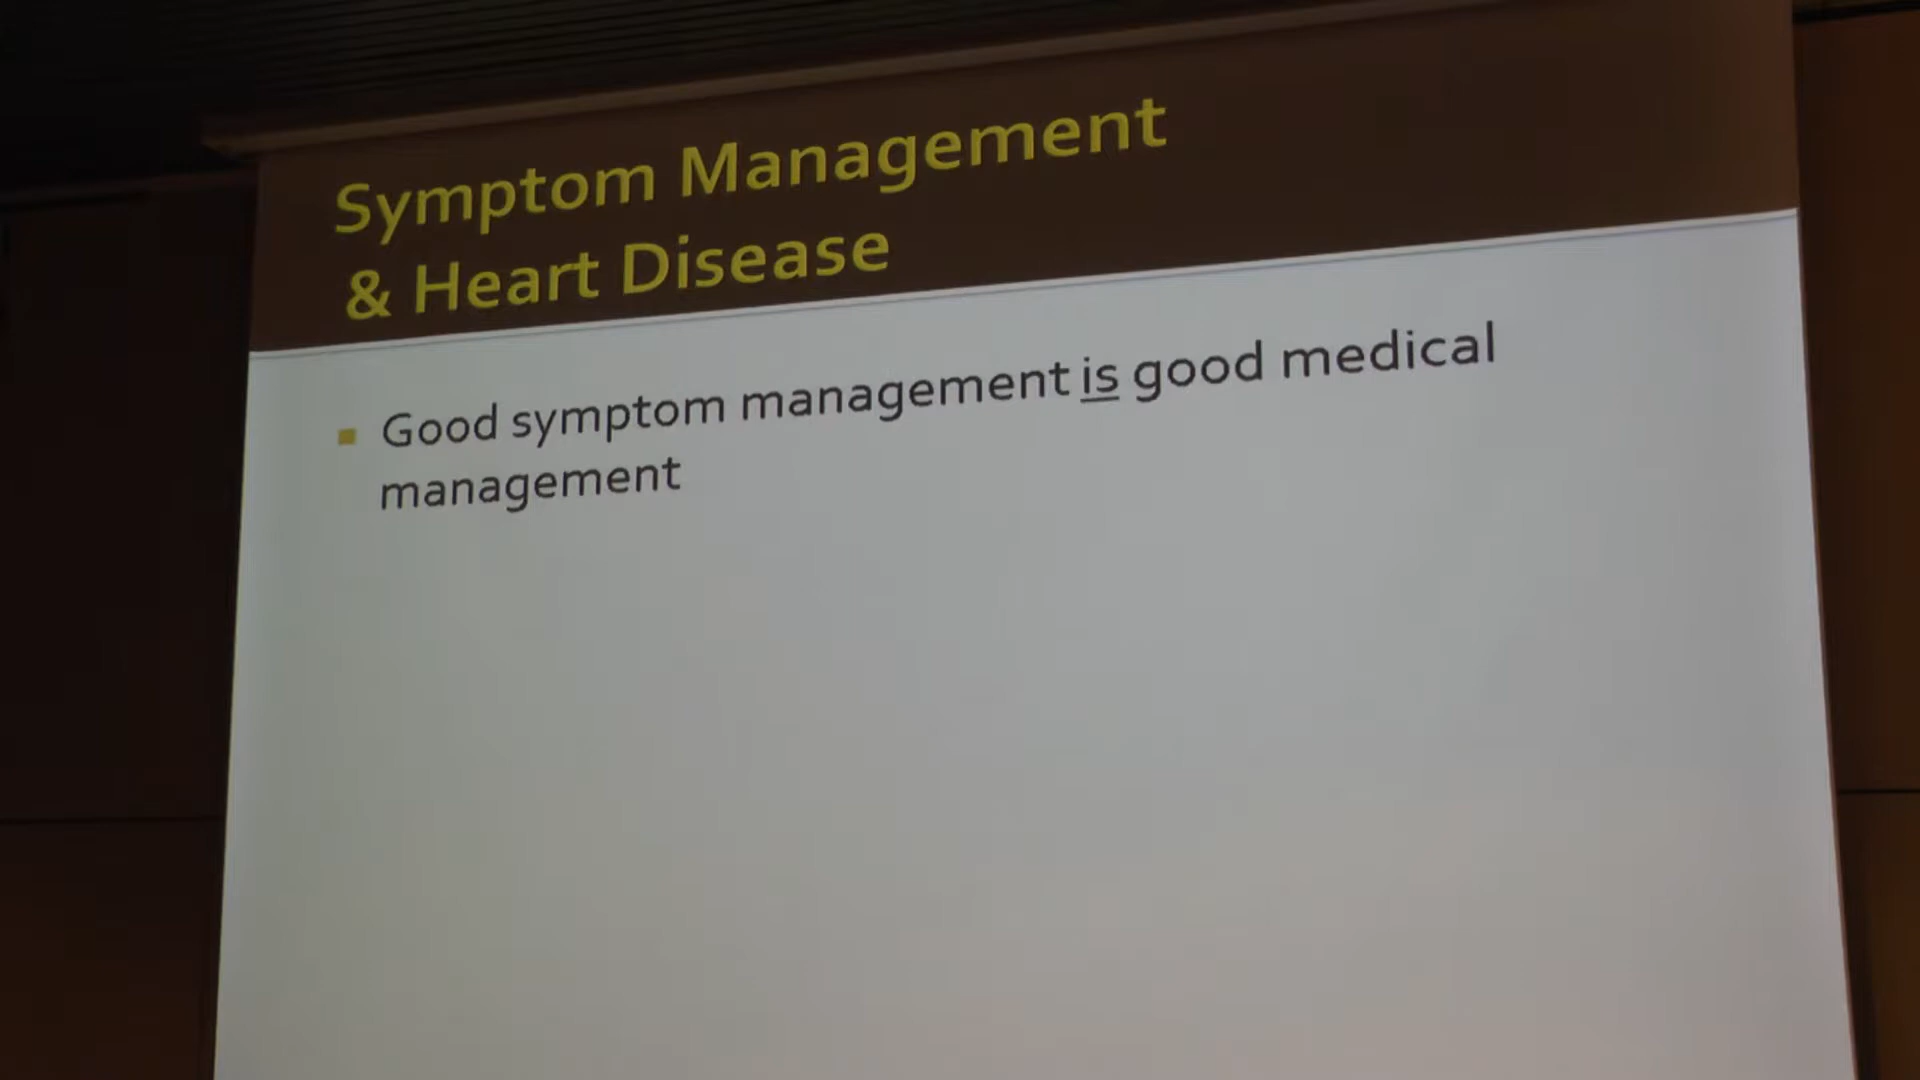 Symptom Management
& Heart Disease
Good symptom management is good medical
management